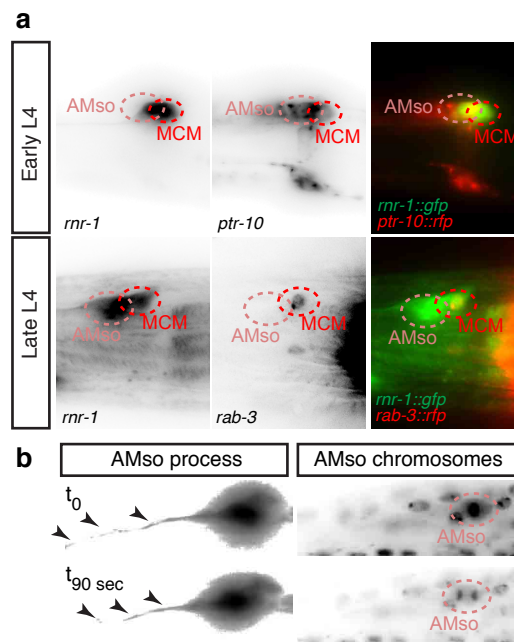 a
Early L4
AMso
MCM
rnr-1
AMso
MCM
ptr-10
AMso
MCM
rnr-1::gfp
ptr-10::rfp
Late L4
AMso
MCM
rnr-1
AMso
MCM
rab-3
AMso
MCM
rnr-1::gfp
rab-3::rfp
b
AMso process
AMso chromosomes
t0
AMso
t90 sec
AMso